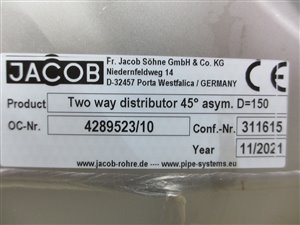 JACOB
Fr. Jacob Söhne GmbH & Co. KG
Niedernfeldweg 14
D-32457 Porta Westfalica / GERMANY
CE
Product Two way distributor 45° asym. D=150
OC-Nr. 4289523/10 Conf.-Nr. 311615
Year 11/2021
www.jacob-rohre.de - www.pipe-systems.eu